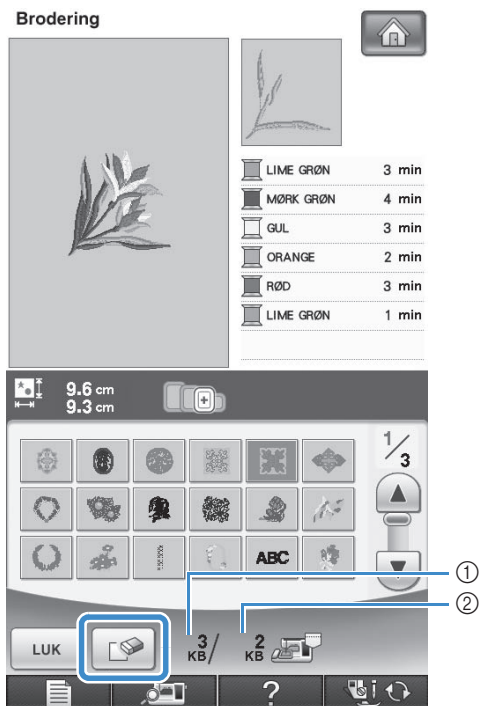 Brodering
LIME GRØN 3 min
MØRK GRØN 4 min
GUL 3 min
ORANGE 2 min
RØD 3 min
LIME GRØN 1 min
9.6 cm
9.3 cm
1/3
ABC
①
②
LUK
3 KB/ 2 KB
?